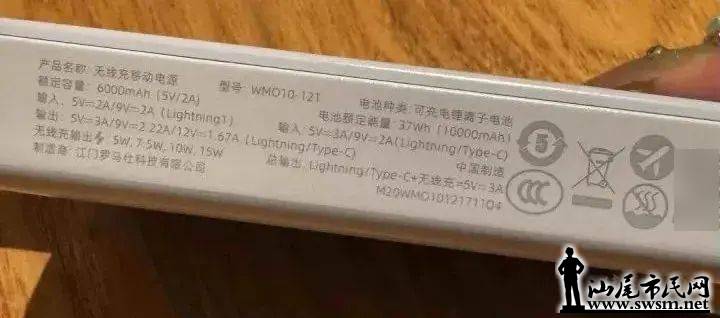 产品名称: 无线充移动电源 型号: WMO10-121 电池种类: 可充电锂离子电池
额定容量: 6000mAh (5V/2A) 电池额定能量: 37Wh (10000mAh)
输入: 5V⎓2A/9V⎓2A (Lightning1) 输入: 5V⎓3A/9V⎓2A(Lightning/Type-C)
输出: 5V⎓3A/9V⎓2.22A/12V⎓1.67A (Lightning/Type-C) 中国制造
无线充输出 5W, 7.5W, 10W, 15W 总输出: Lightning/Type-C+无线充⎓5V⎓3A
制造商: 江门罗马仕科技有限公司 M20WMO1012171104
5
CCC
汕尾市民网
www.swsm.net